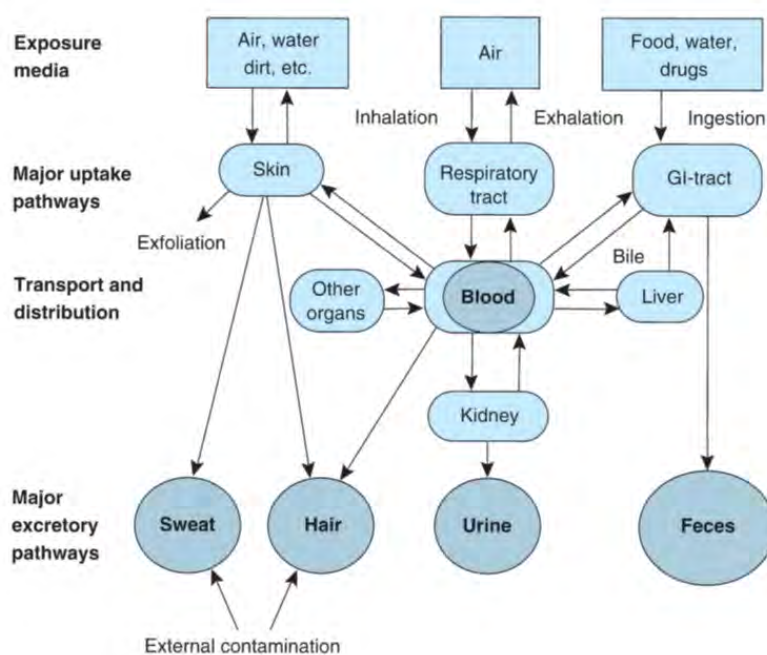 Exposure
media
Air, water
dirt, etc.
Air
Food, water,
drugs
Inhalation
Exhalation
Ingestion
Major uptake
pathways
Skin
Respiratory
tract
GI-tract
Exfoliation
Bile
Transport and
distribution
Other
organs
Blood
Liver
Kidney
Major
excretory
pathways
Sweat
Hair
Urine
Feces
External contamination